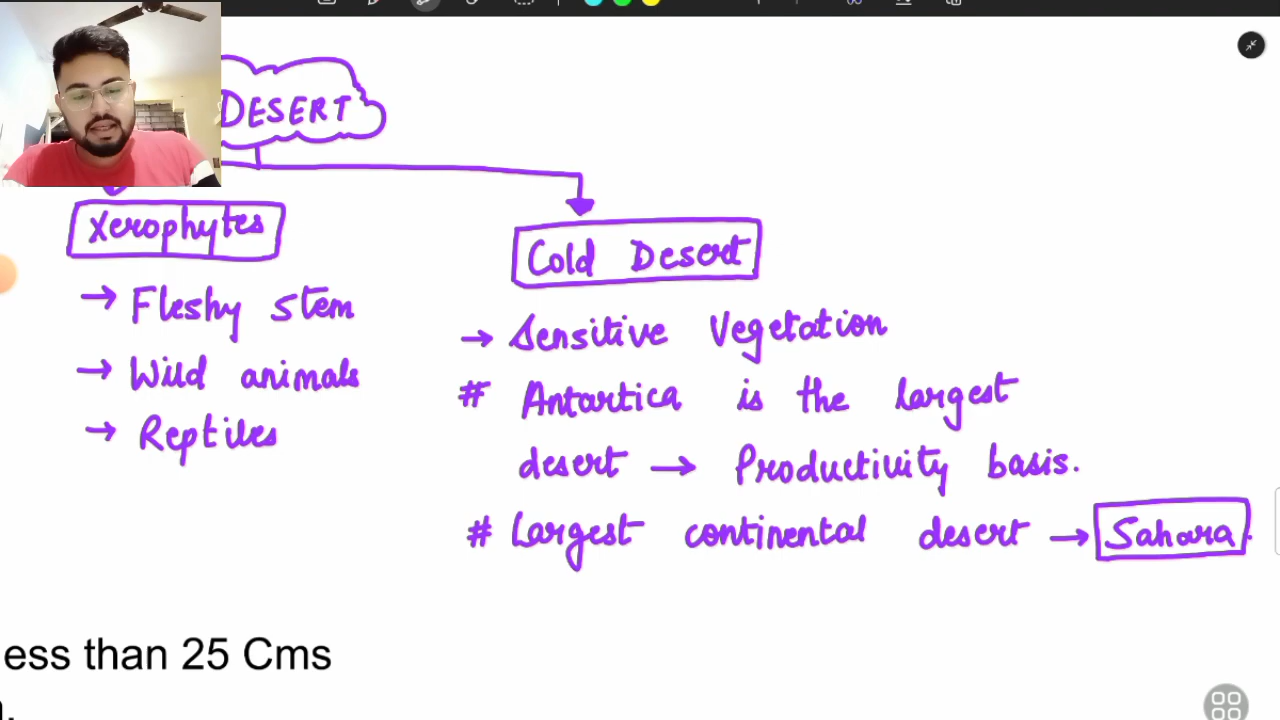 DESERT
Xerophytes
→ Fleshy stem
→ Wild animals
→ Reptiles
Cold Desert
→ Sensitive Vegetation
# Antartica is the largest
desert → Productivity basis.
# Largest continental desert → Sahara.
ess than 25 Cms